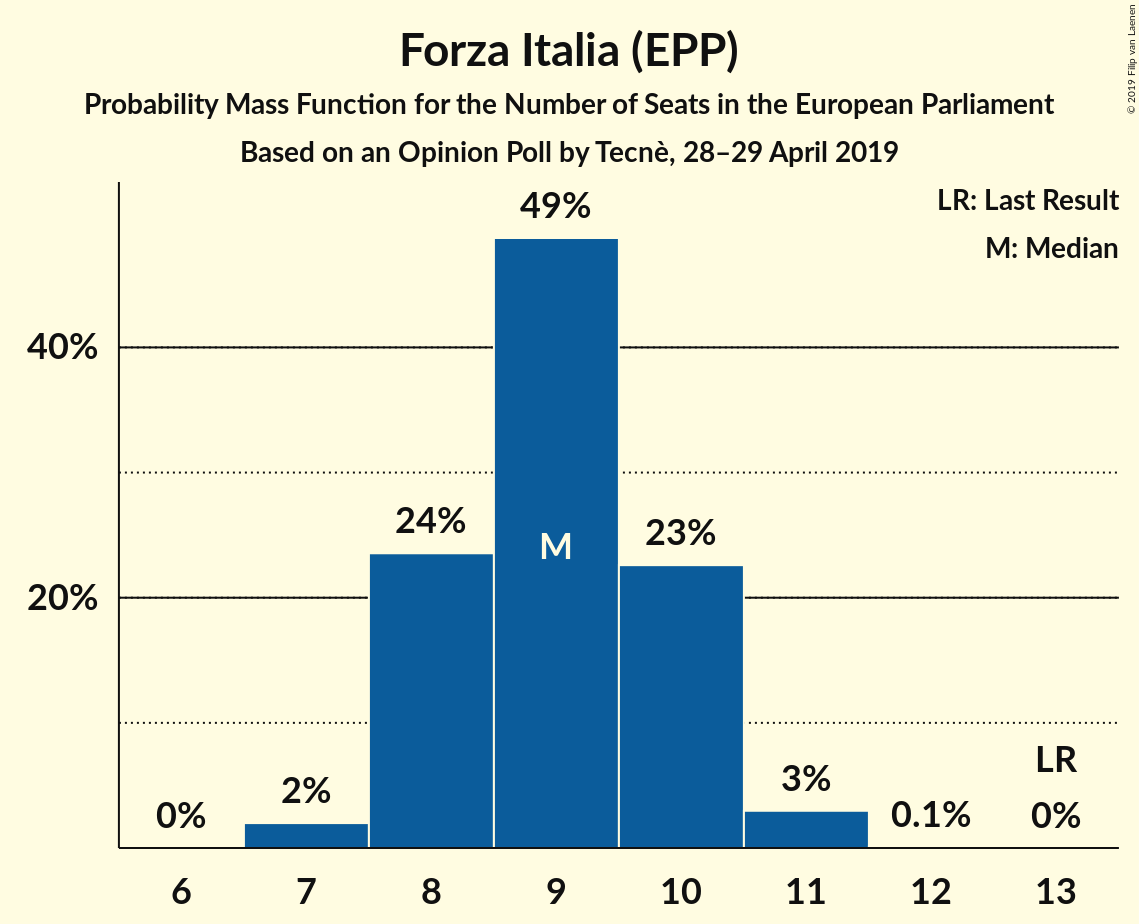 Forza Italia (EPP)
Probability Mass Function for the Number of Seats in the European Parliament
Based on an Opinion Poll by Tecnè, 28–29 April 2019
© 2019 Filip van Laenen
LR: Last Result
M: Median
49%
40%
24%
M
23%
20%
LR
0%
2%
3%
0.1%
0%
6 7 8 9 10 11 12 13